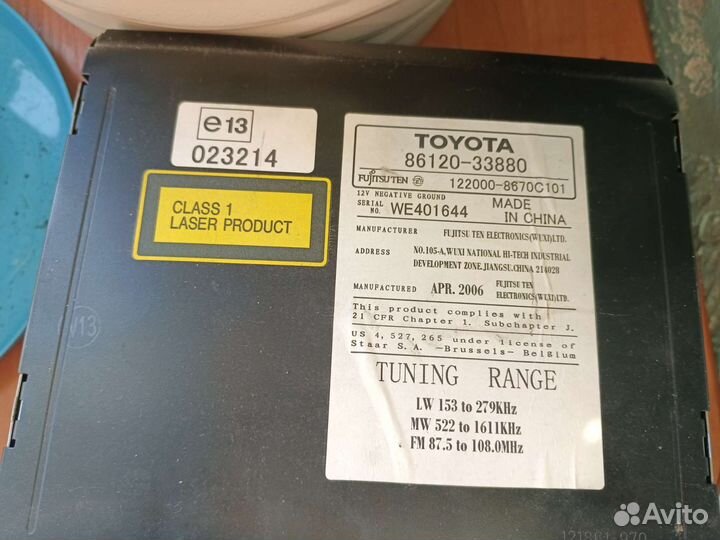 e13
023214
CLASS 1
LASER PRODUCT
TOYOTA
86120-33880
FUJITSU TEN
122000-8670C101
12V NEGATIVE GROUND
SERIAL NO. WE401644
MADE IN CHINA
MANUFACTURER FUJITSU TEN ELECTRONICS(WUXI)LTD.
ADDRESS NO.105-A,WUXI NATIONAL HI-TECH INDUSTRIAL
DEVELOPMENT ZONE,JIANGSU,CHINA 214028
MANUFACTURED APR. 2006 FUJITSU TEN
ELECTRONICS(WUXI)LTD.
This product complies with
21 CFR Chapter 1. Subchapter J.
US 4, 527, 265 under license of
Staar S.A. -Brussels- Belgium
TUNING RANGE
LW 153 to 279KHz
MW 522 to 1611KHz
FM 87.5 to 108.0MHz
Avito